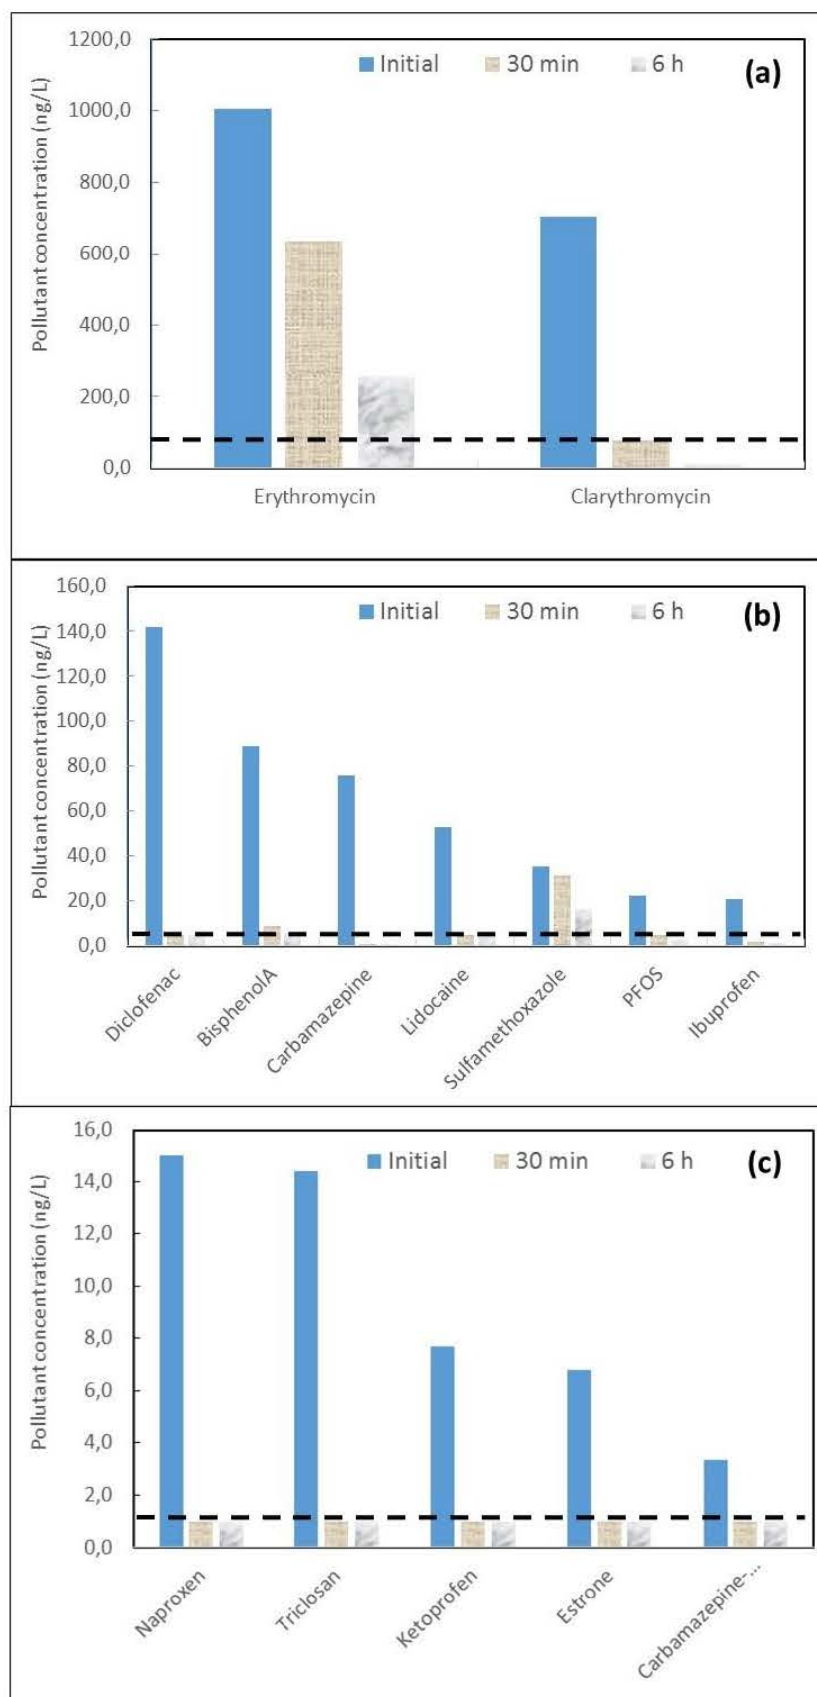 1200,0
Initial 30 min 6 h (a)
1000,0
800,0
600,0
400,0
200,0
0,0
Pollutant concentration (ng/L)
Erythromycin Clarythromycin
160,0
Initial 30 min 6 h (b)
140,0
120,0
100,0
80,0
60,0
40,0
20,0
0,0
Pollutant concentration (ng/L)
Diclofenac
BisphenolA
Carbamazepine
Lidocaine
Sulfamethoxazole
PFOS
Ibuprofen
16,0
Initial 30 min 6 h (c)
14,0
12,0
10,0
8,0
6,0
4,0
2,0
0,0
Pollutant concentration (ng/L)
Naproxen
Triclosan
Ketoprofen
Estrone
Carbamazepine-...